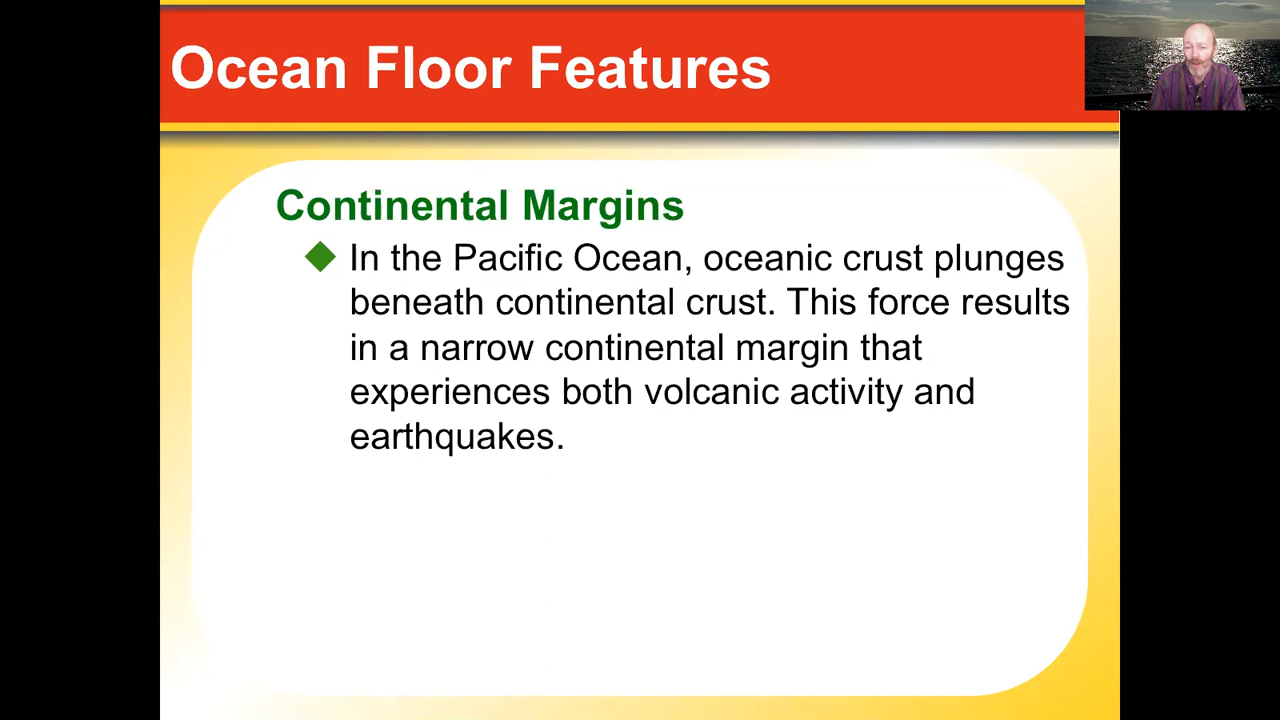 Ocean Floor Features
Continental Margins
In the Pacific Ocean, oceanic crust plunges
beneath continental crust. This force results
in a narrow continental margin that
experiences both volcanic activity and
earthquakes.